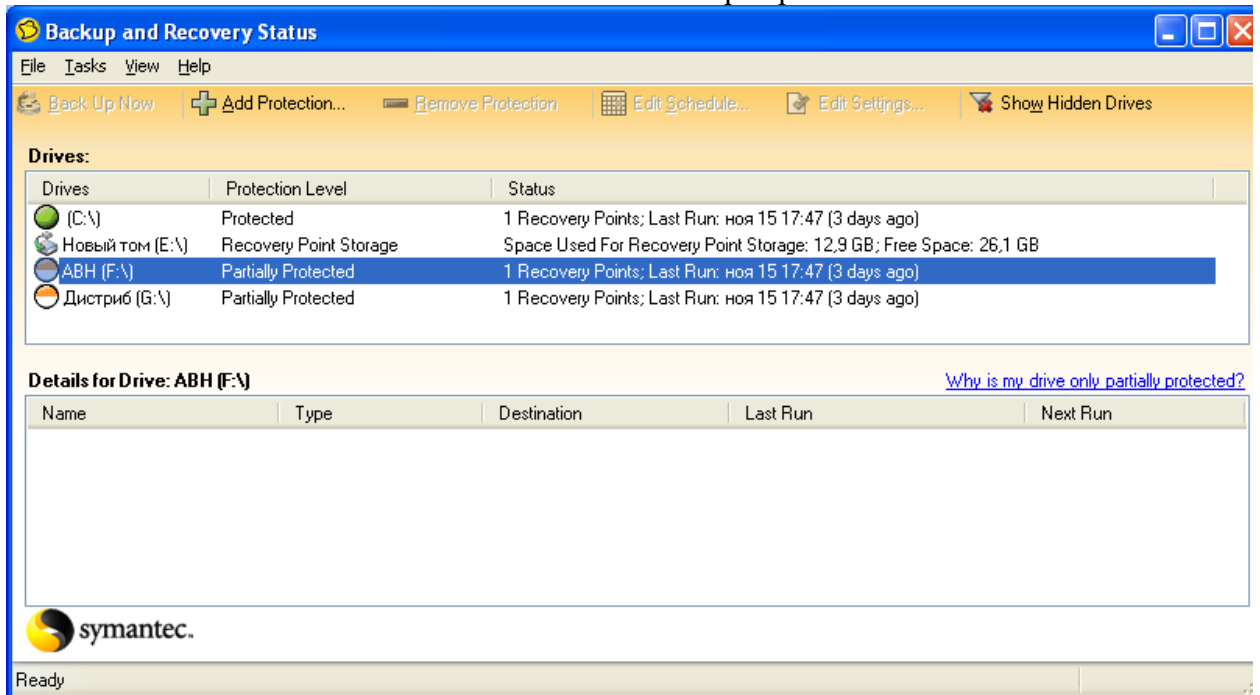 Backup and Recovery Status
File Tasks View Help
Back Up Now Add Protection... Remove Protection Edit Schedule... Edit Settings... Show Hidden Drives
Drives:
Drives Protection Level Status
(C:\) Protected 1 Recovery Points; Last Run: ноя 15 17:47 (3 days ago)
Новый том (E:\) Recovery Point Storage Space Used For Recovery Point Storage: 12,9 GB; Free Space: 26,1 GB
ABH (F:\) Partially Protected 1 Recovery Points; Last Run: ноя 15 17:47 (3 days ago)
Дистриб (G:\) Partially Protected 1 Recovery Points; Last Run: ноя 15 17:47 (3 days ago)
Details for Drive: ABH (F:\) Why is my drive only partially protected?
Name Type Destination Last Run Next Run
symantec.
Ready